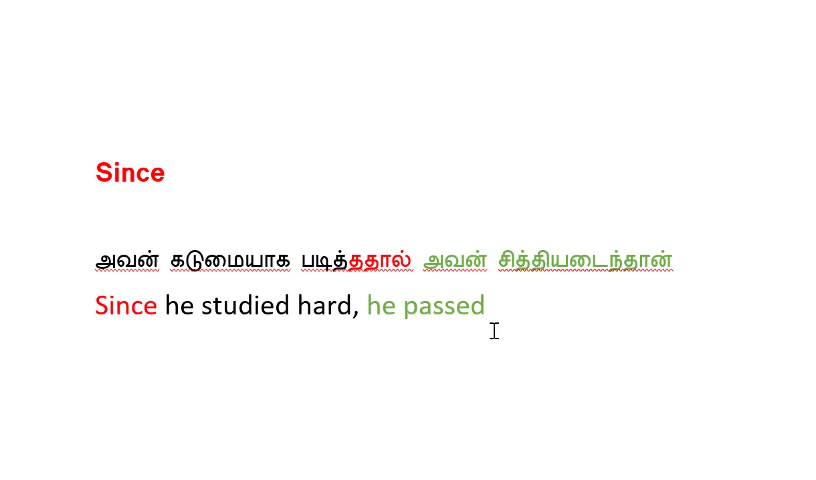 Since
அவன் கடுமையாக படித்ததால் அவன் சித்தியடைந்தான்
Since he studied hard, he passed